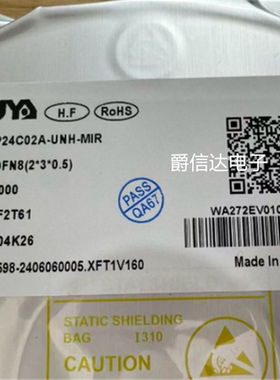 UYA
H.F
RoHS
P24C02A-UNH-MIR
DFN8(2*3*0.5)
000
爵信达电子
F2T61
PASS
QA67
WA272EV010
04K26
Made in
598-2406060005.XFT1V160
STATIC SHIELDING
BAG I310
CAUTION